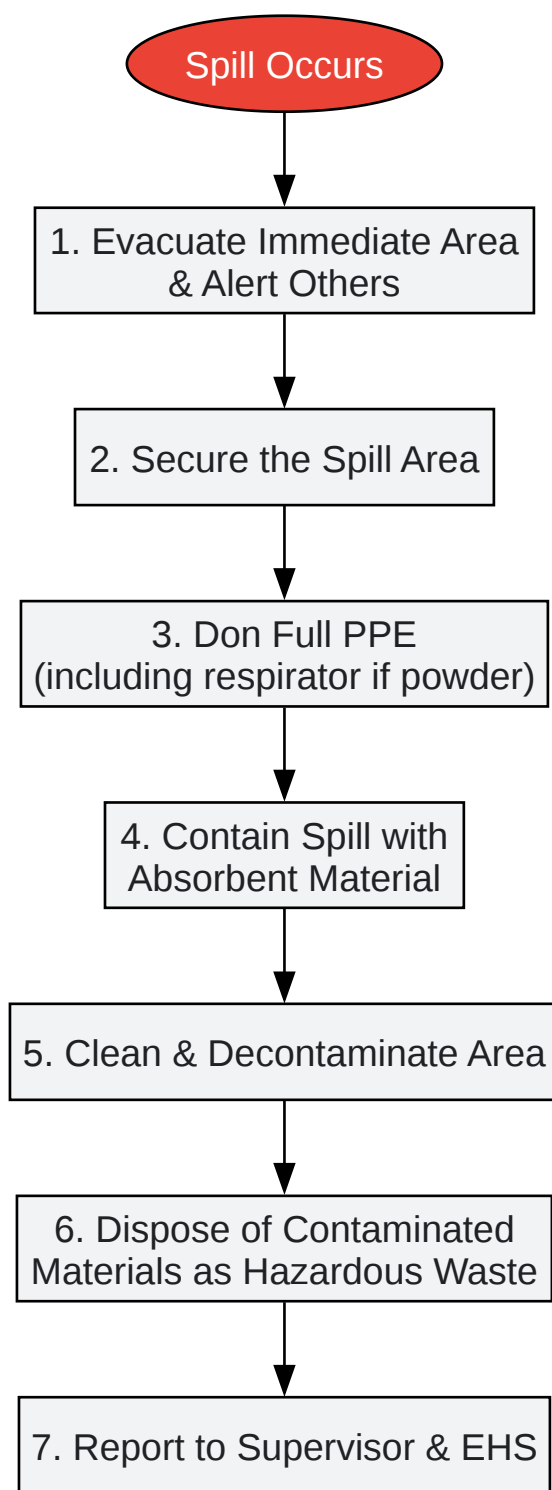 Spill Occurs
1. Evacuate Immediate Area
& Alert Others
2. Secure the Spill Area
3. Don Full PPE
(including respirator if powder)
4. Contain Spill with
Absorbent Material
5. Clean & Decontaminate Area
6. Dispose of Contaminated
Materials as Hazardous Waste
7. Report to Supervisor & EHS